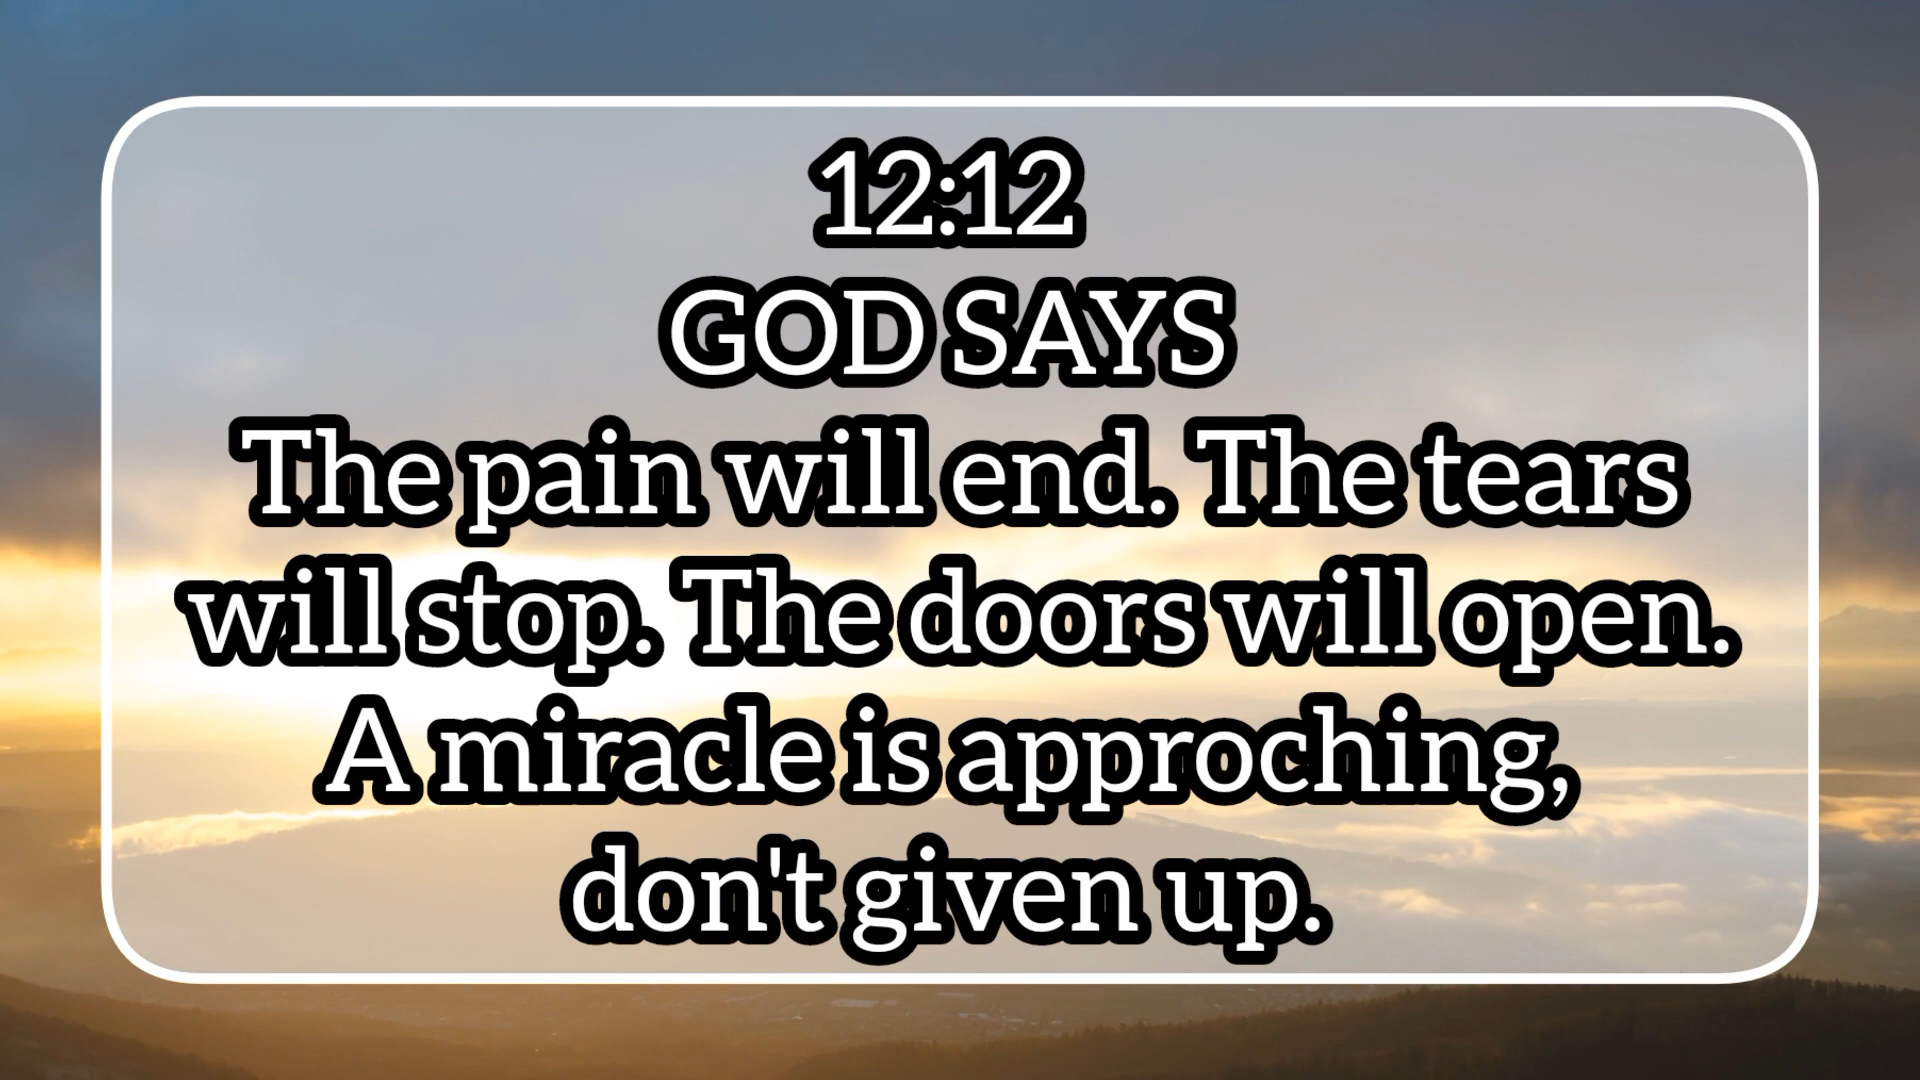 12:12
GOD SAYS
The pain will end. The tears
will stop. The doors will open.
A miracle is approching,
don't given up.